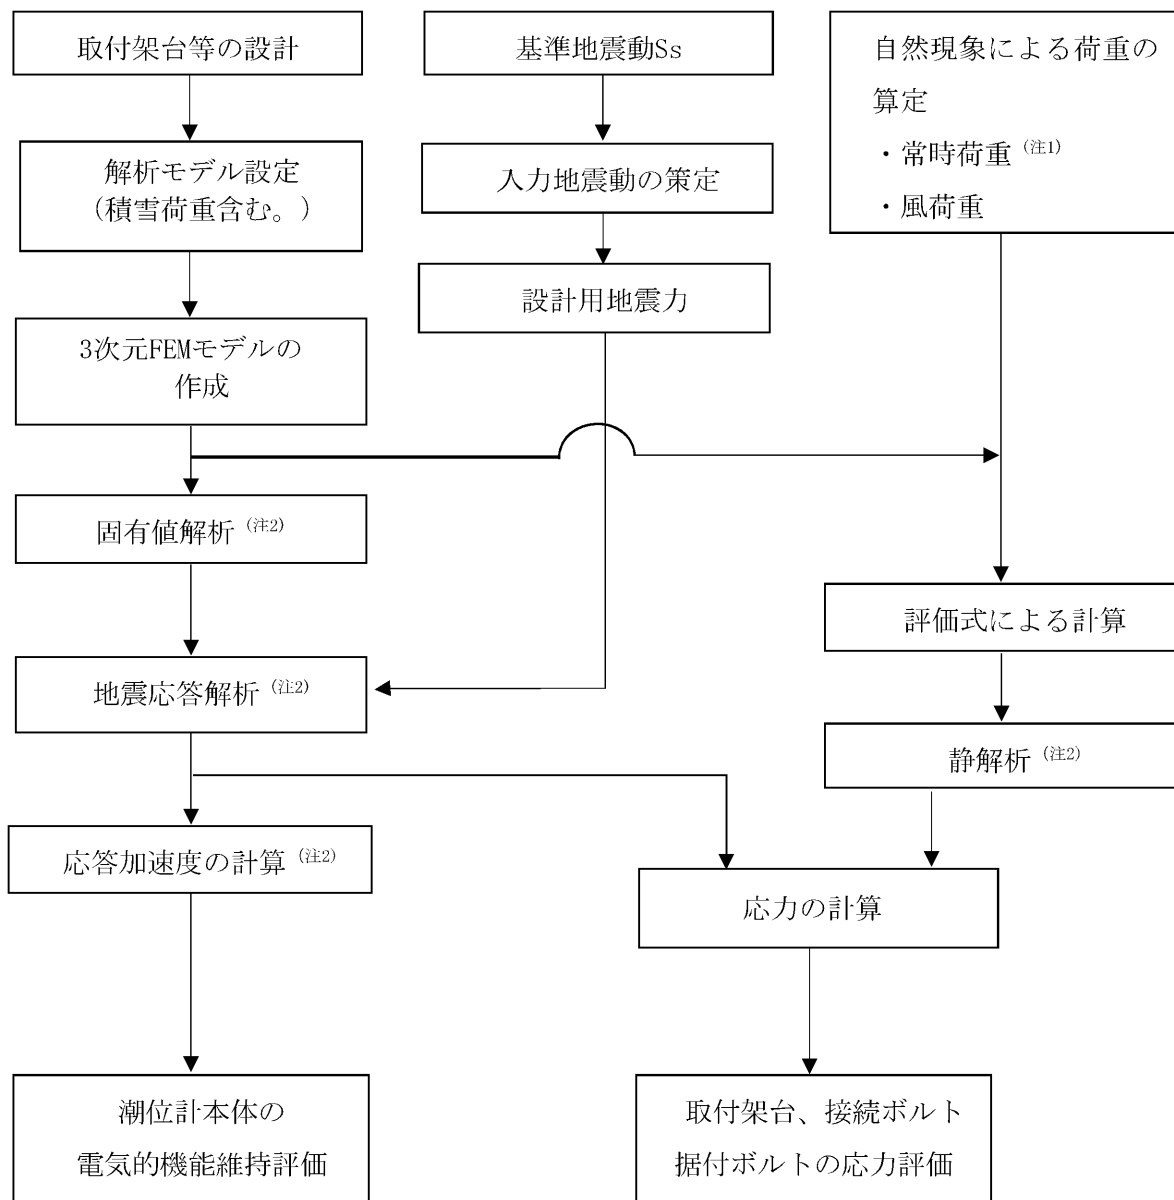 取付架台等の設計
基準地震動Ss
自然現象による荷重の
算定
・常時荷重(注1)
・風荷重
解析モデル設定
(積雪荷重含む。)
入力地震動の策定
設計用地震力
3次元FEMモデルの
作成
固有値解析(注2)
評価式による計算
地震応答解析(注2)
静解析(注2)
応答加速度の計算(注2)
応力の計算
潮位計本体の
電気的機能維持評価
取付架台、接続ボルト
据付ボルトの応力評価